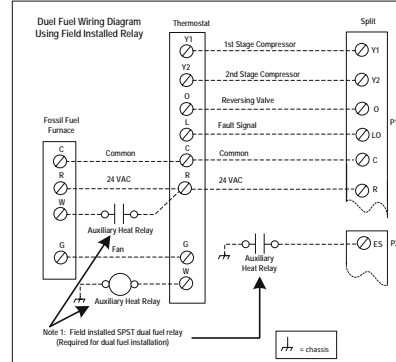 Duel Fuel Wiring Diagram
Using Field Installed Relay
Thermostat
Split
Y1
1st Stage Compressor
Y1
Y2
2nd Stage Compressor
Y2
O
Reversing Valve
O
Fossil Fuel
Furnace
L
Fault Signal
LO
P1
C
Common
C
Common
C
R
24 VAC
R
24 VAC
R
W
Auxiliary Heat Relay
G
Fan
G
Auxiliary
Heat Relay
ES
W
Auxiliary Heat Relay
Note 1: Field installed SPST dual fuel relay
(Required for dual fuel installation)
= chassis